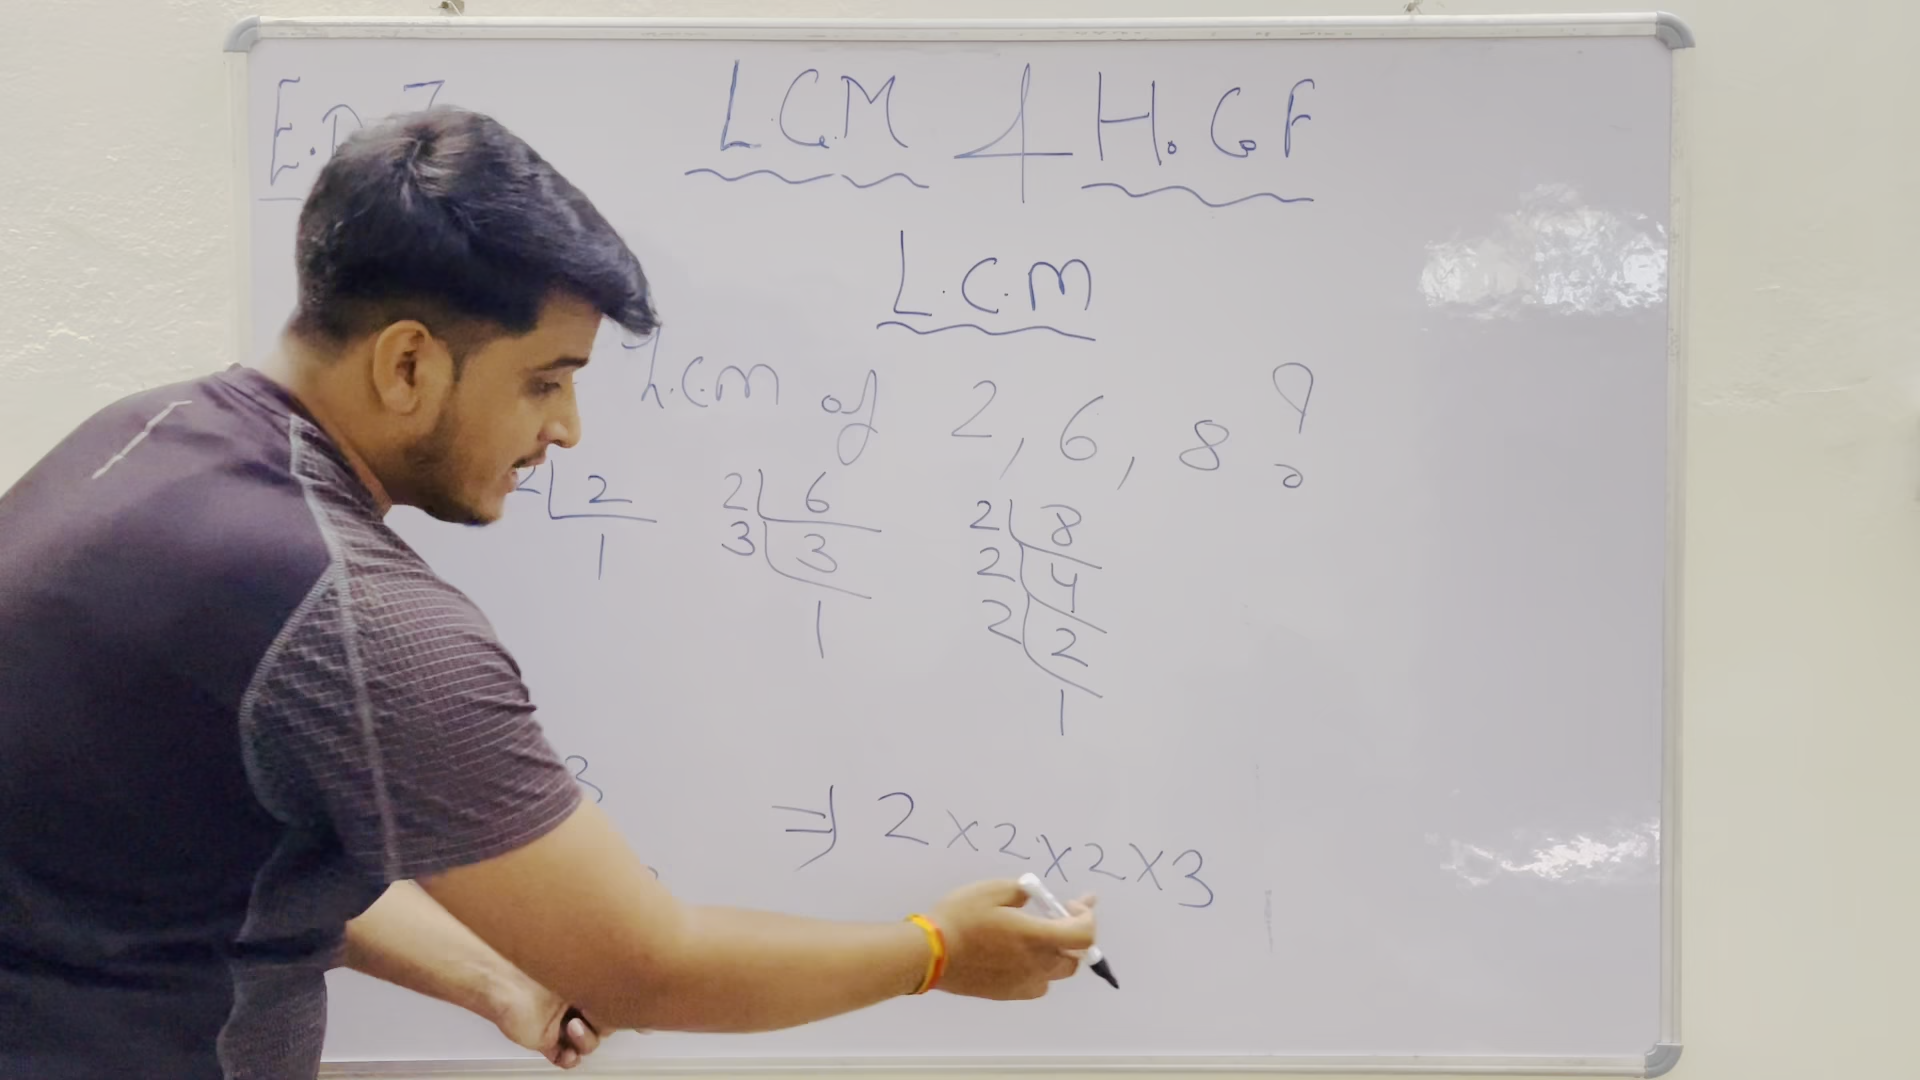 L.C.M & H.C.F
L.C.M
L.C.M of 2, 6, 8 ?
2 2 2 6 2 8
1 3 3 2 4
1 2 2
1
3
⇒ 2 × 2 × 2 × 3